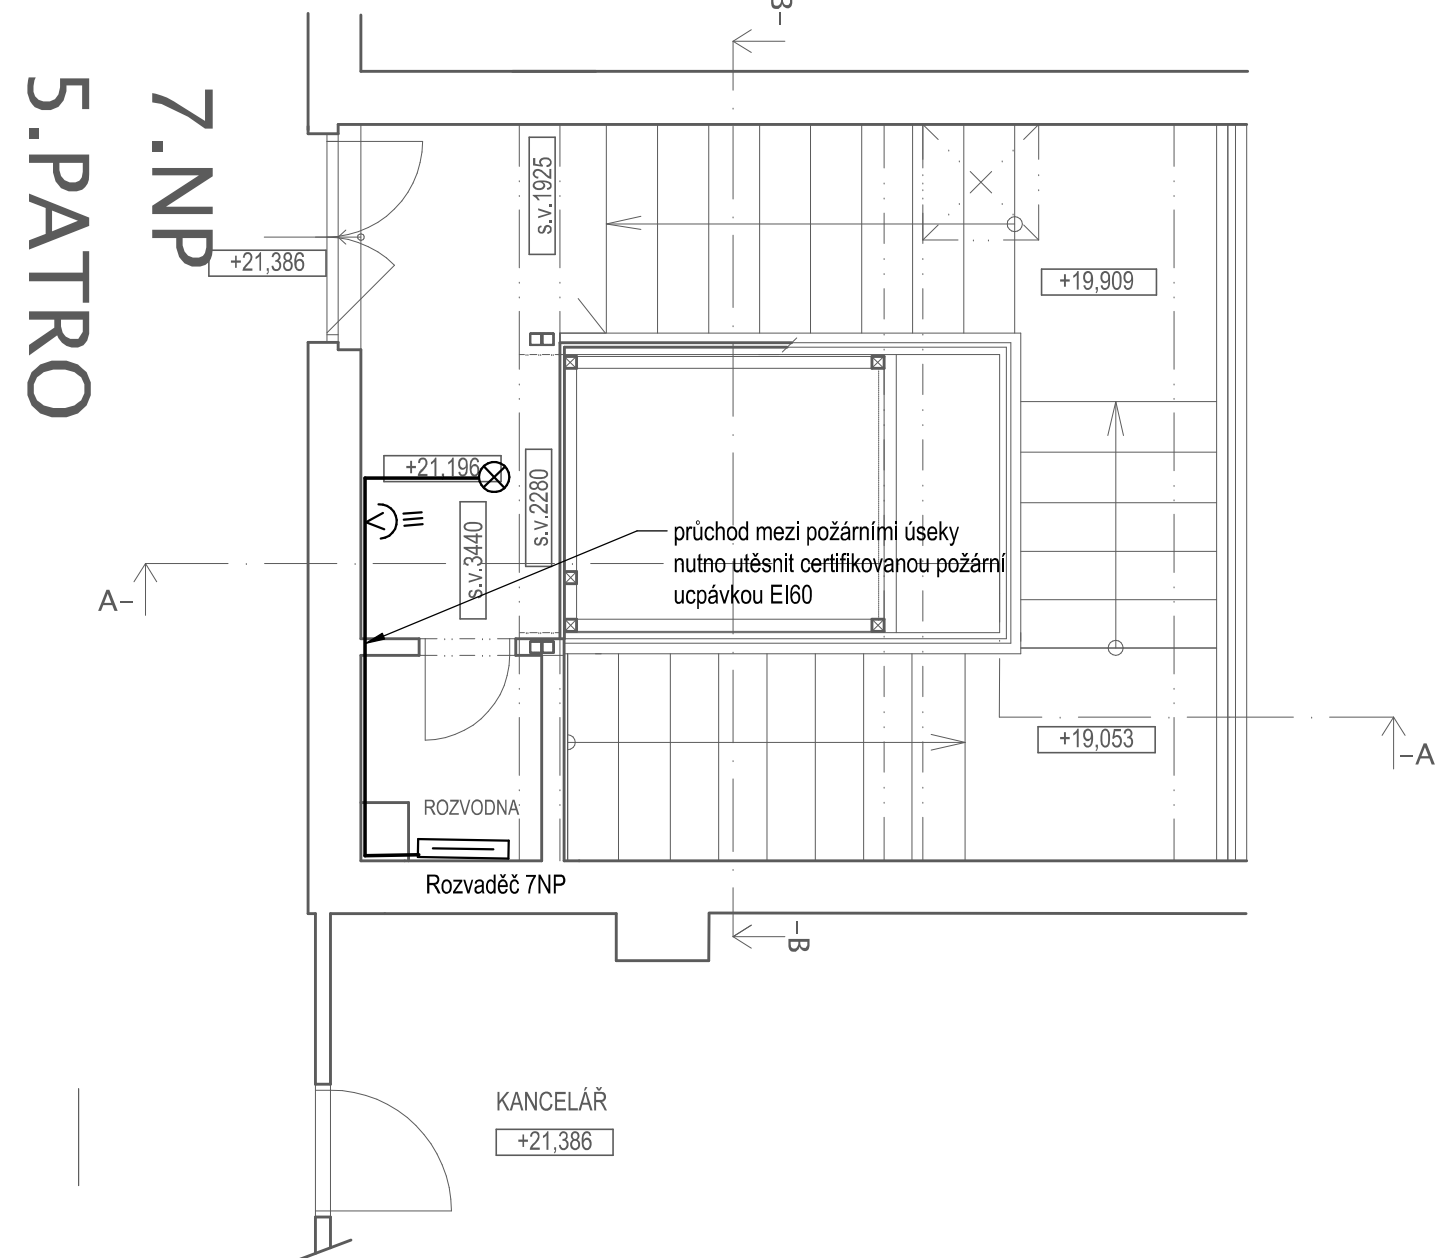 7.NP
5.PATRO
B-
s.v.1925
+21,386
+19,909
+21,196
s.v.2280
s.v.3440
průchod mezi požárními úseky
nutno utěsnit certifikovanou požární
ucpávkou EI60
A-
+19,053
-A
ROZVODNA
Rozvaděč 7NP
-B
KANCELÁŘ
+21,386